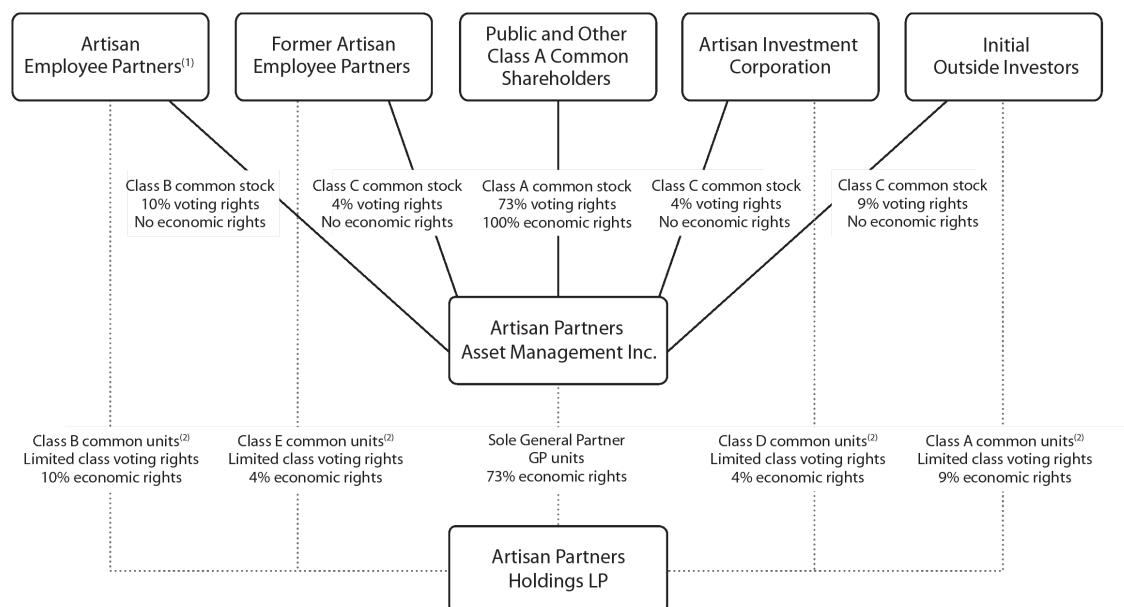 Artisan
Employee Partners(1)
Former Artisan
Employee Partners
Public and Other
Class A Common
Shareholders
Artisan Investment
Corporation
Initial
Outside Investors
Class B common stock
10% voting rights
No economic rights
Class C common stock
4% voting rights
No economic rights
Class A common stock
73% voting rights
100% economic rights
Class C common stock
4% voting rights
No economic rights
Class C common stock
9% voting rights
No economic rights
Artisan Partners
Asset Management Inc.
Class B common units(2)
Limited class voting rights
10% economic rights
Class E common units(2)
Limited class voting rights
4% economic rights
Sole General Partner
GP units
73% economic rights
Class D common units(2)
Limited class voting rights
4% economic rights
Class A common units(2)
Limited class voting rights
9% economic rights
Artisan Partners
Holdings LP